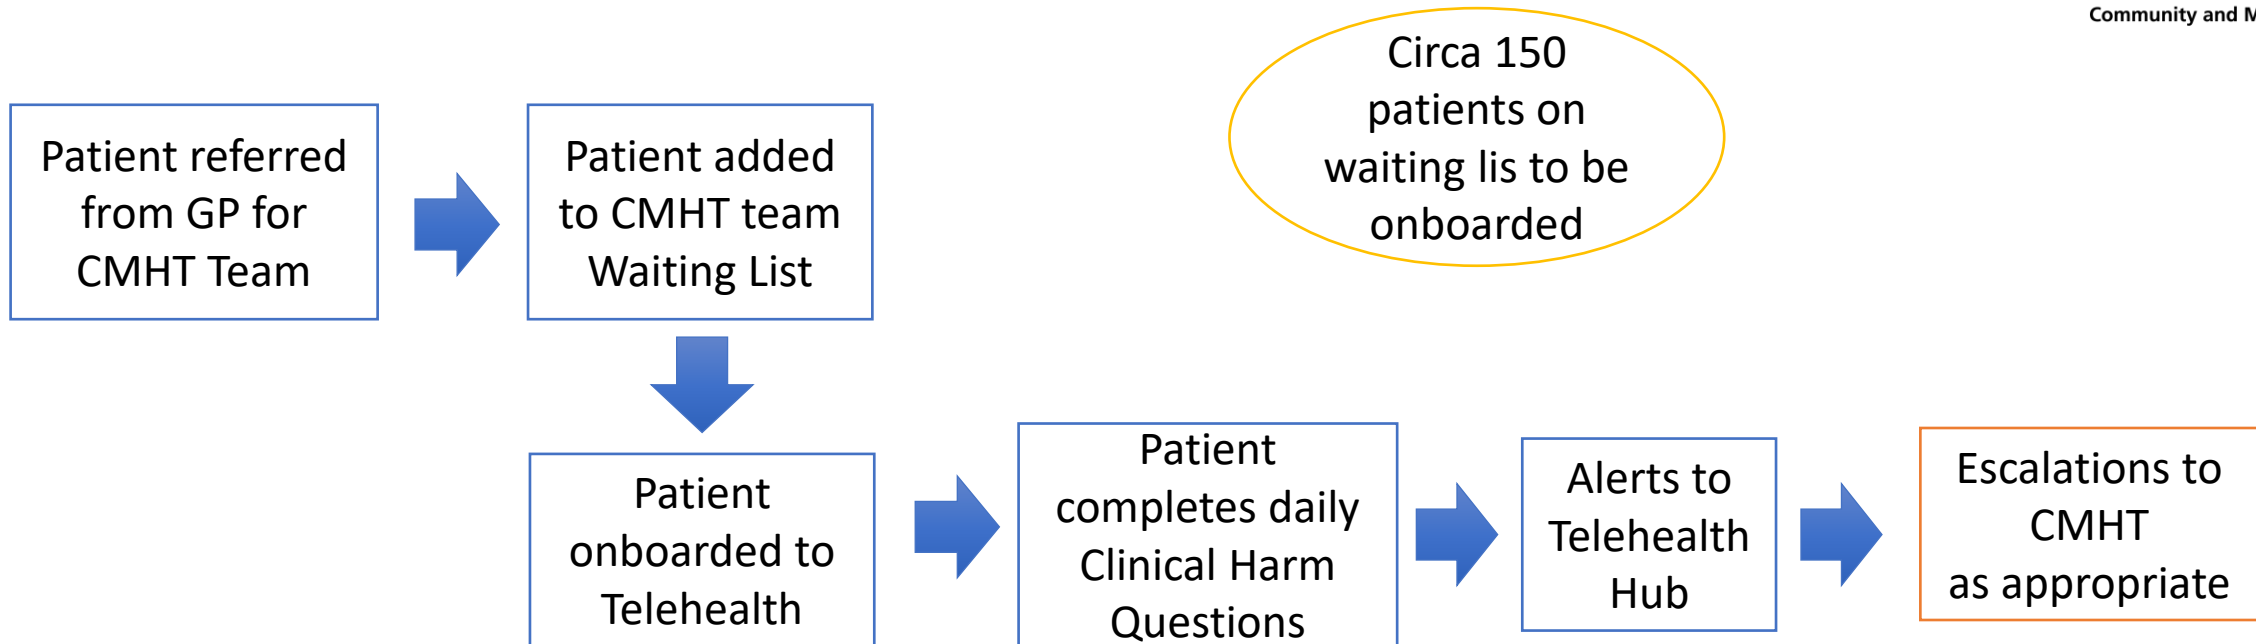 Community and M
Circa 150
patients on
waiting lis to be
onboarded
Patient referred
from GP for
CMHT Team
Patient added
to CMHT team
Waiting List
Patient
onboarded to
Telehealth
Patient
completes daily
Clinical Harm
Questions
Alerts to
Telehealth
Hub
Escalations to
CMHT
as appropriate